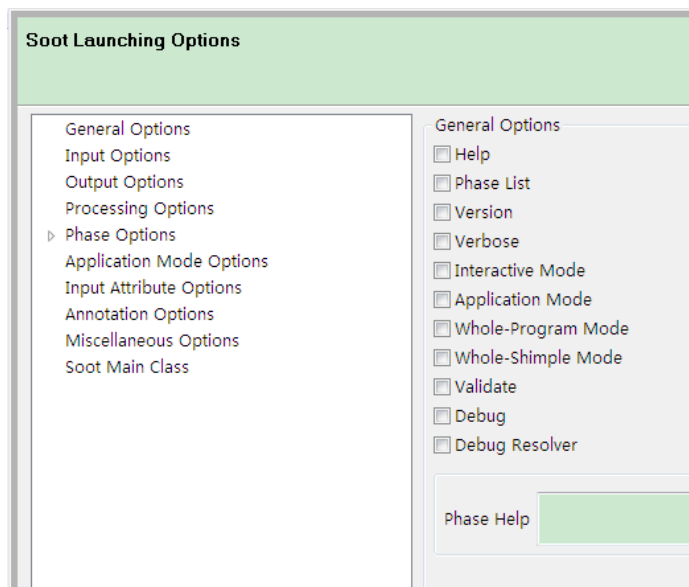 Soot Launching Options
General Options
Input Options
Output Options
Processing Options
Phase Options
Application Mode Options
Input Attribute Options
Annotation Options
Miscellaneous Options
Soot Main Class
General Options
Help
Phase List
Version
Verbose
Interactive Mode
Application Mode
Whole-Program Mode
Whole-Shimple Mode
Validate
Debug
Debug Resolver
Phase Help